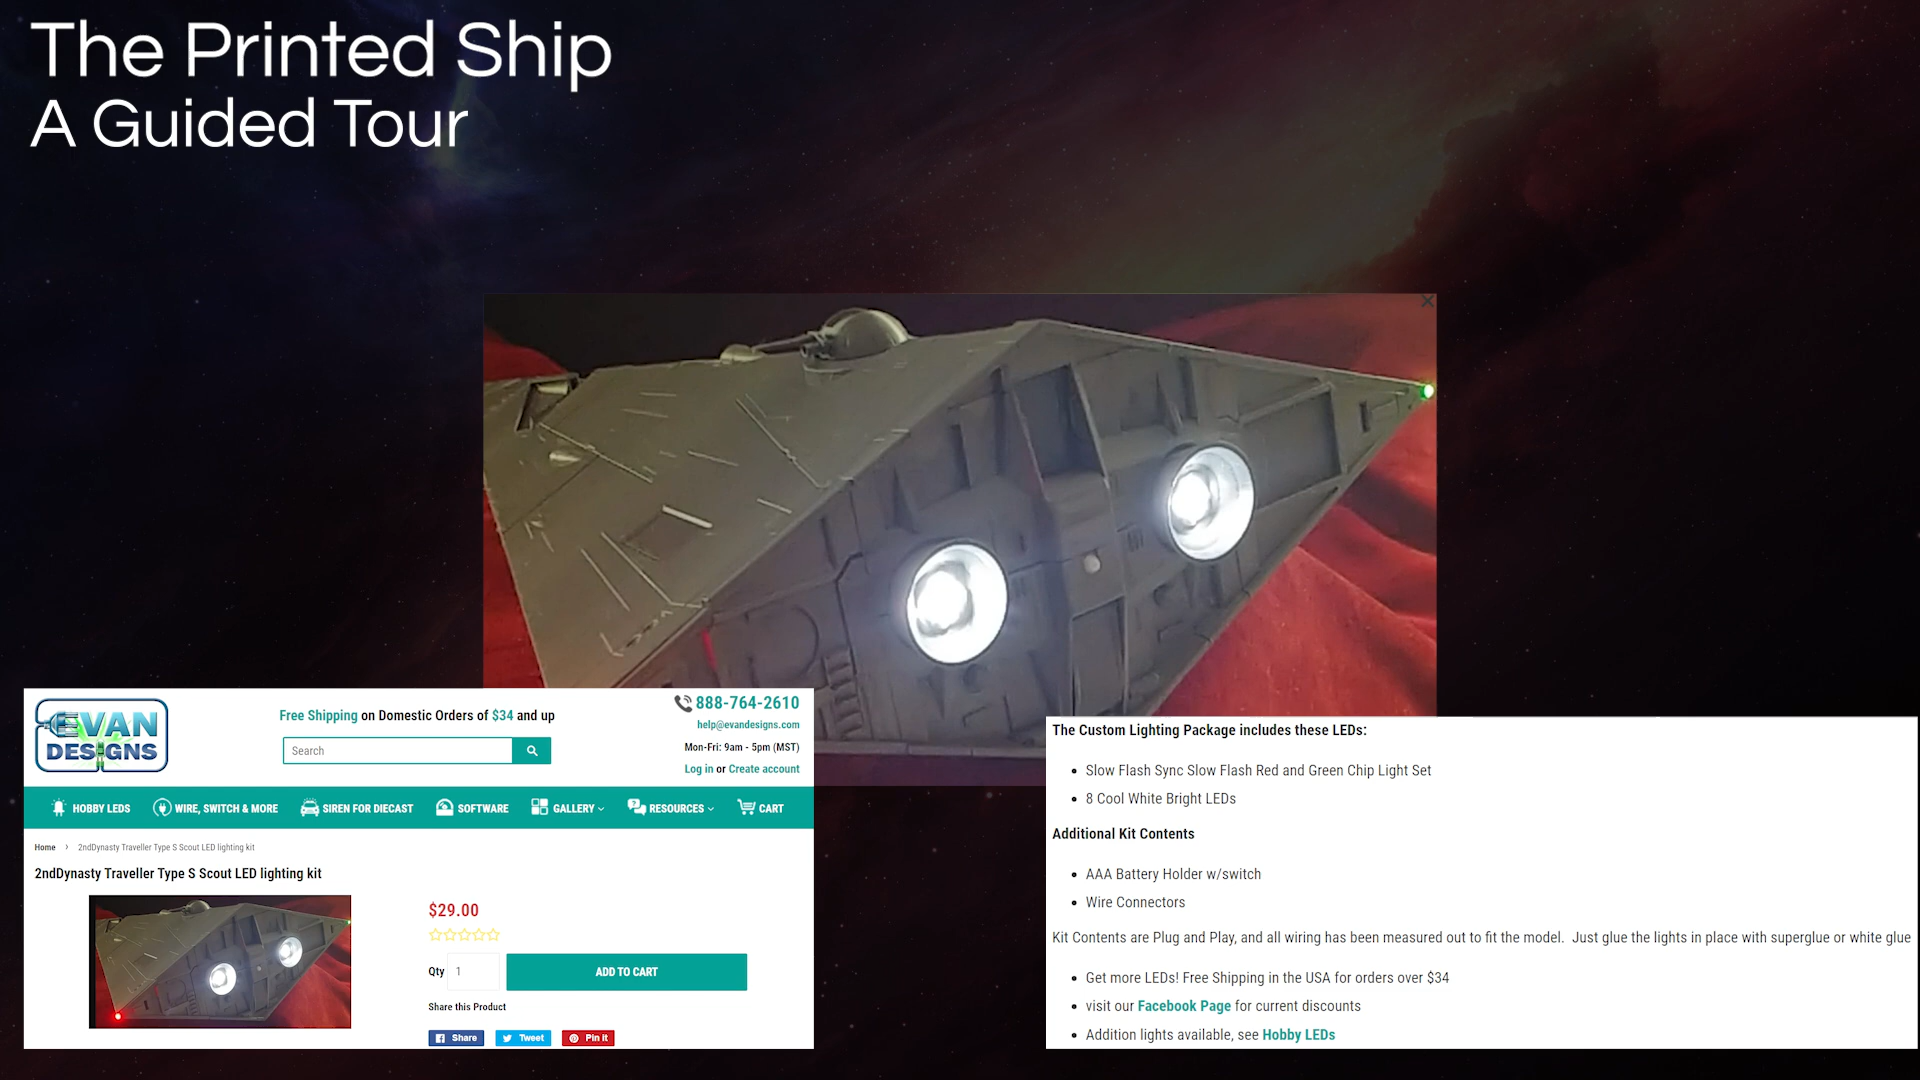 The Printed Ship
A Guided Tour
EVAN
DESIGNS
Free Shipping on Domestic Orders of $34 and up
Search
888-764-2610
help@evandesigns.com
Mon-Fri: 9am - 5pm (MST)
Log in or Create account
HOBBY LEDS
WIRE, SWITCH & MORE
SIREN FOR DIECAST
SOFTWARE
GALLERY
RESOURCES
CART
Home › 2ndDynasty Traveller Type S Scout LED lighting kit
2ndDynasty Traveller Type S Scout LED lighting kit
$29.00
Qty 1
ADD TO CART
Share this Product
Share
Tweet
Pin it
The Custom Lighting Package includes these LEDs:
Slow Flash Sync Slow Flash Red and Green Chip Light Set
8 Cool White Bright LEDs
Additional Kit Contents
AAA Battery Holder w/switch
Wire Connectors
Kit Contents are Plug and Play, and all wiring has been measured out to fit the model. Just glue the lights in place with superglue or white glue
Get more LEDs! Free Shipping in the USA for orders over $34
visit our Facebook Page for current discounts
Addition lights available, see Hobby LEDs